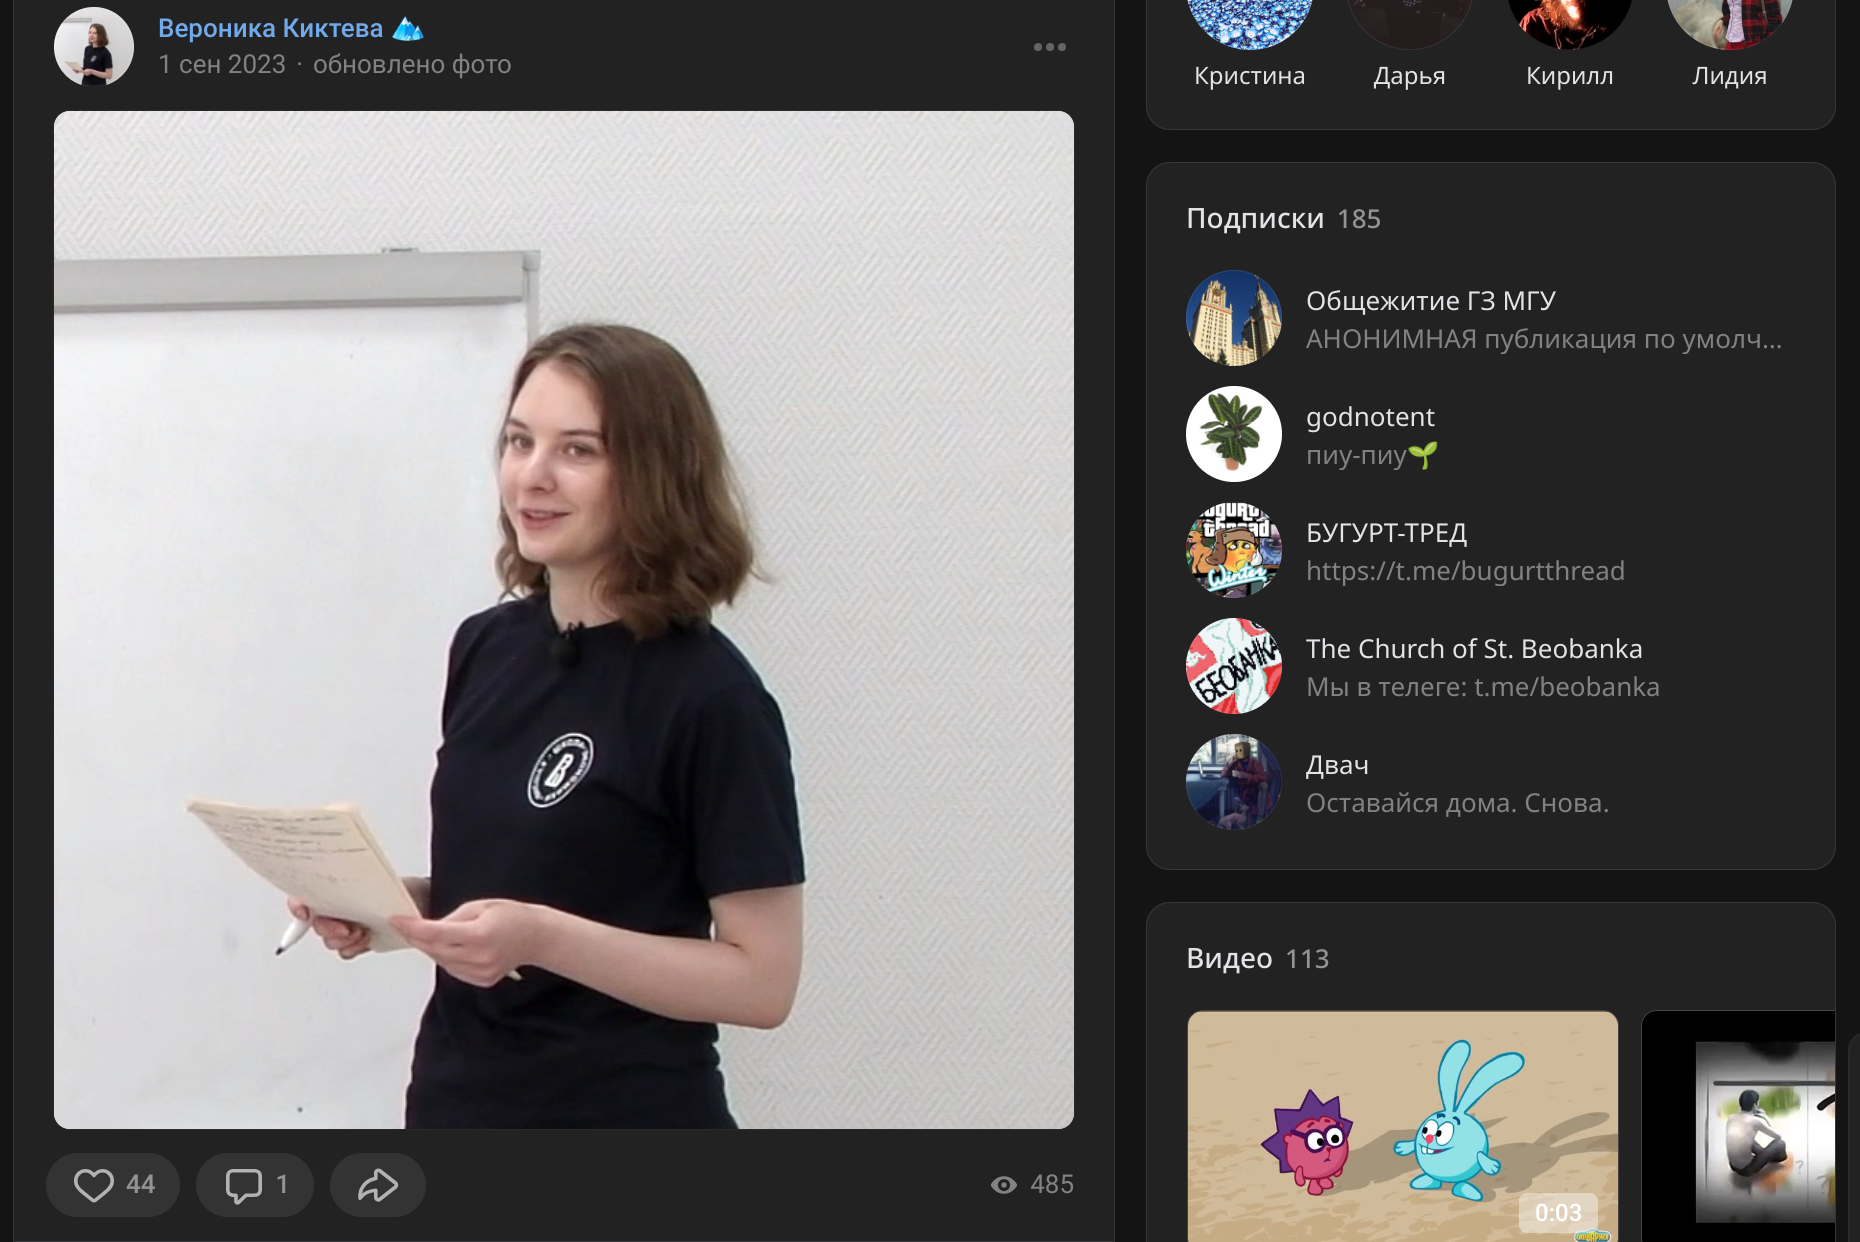 Вероника Киктева
1 сен 2023 · обновлено фото
44
1
485
Кристина
Дарья
Кирилл
Лидия
Подписки 185
Общежитие ГЗ МГУ
АНОНИМНАЯ публикация по умолч...
godnotent
пиу-пиу🌱
БУГУРТ-ТРЕД
https://t.me/bugurtthread
The Church of St. Beobanka
Мы в телеге: t.me/beobanka
БЕОБАНКА
Двач
Оставайся дома. Снова.
Видео 113
0:03